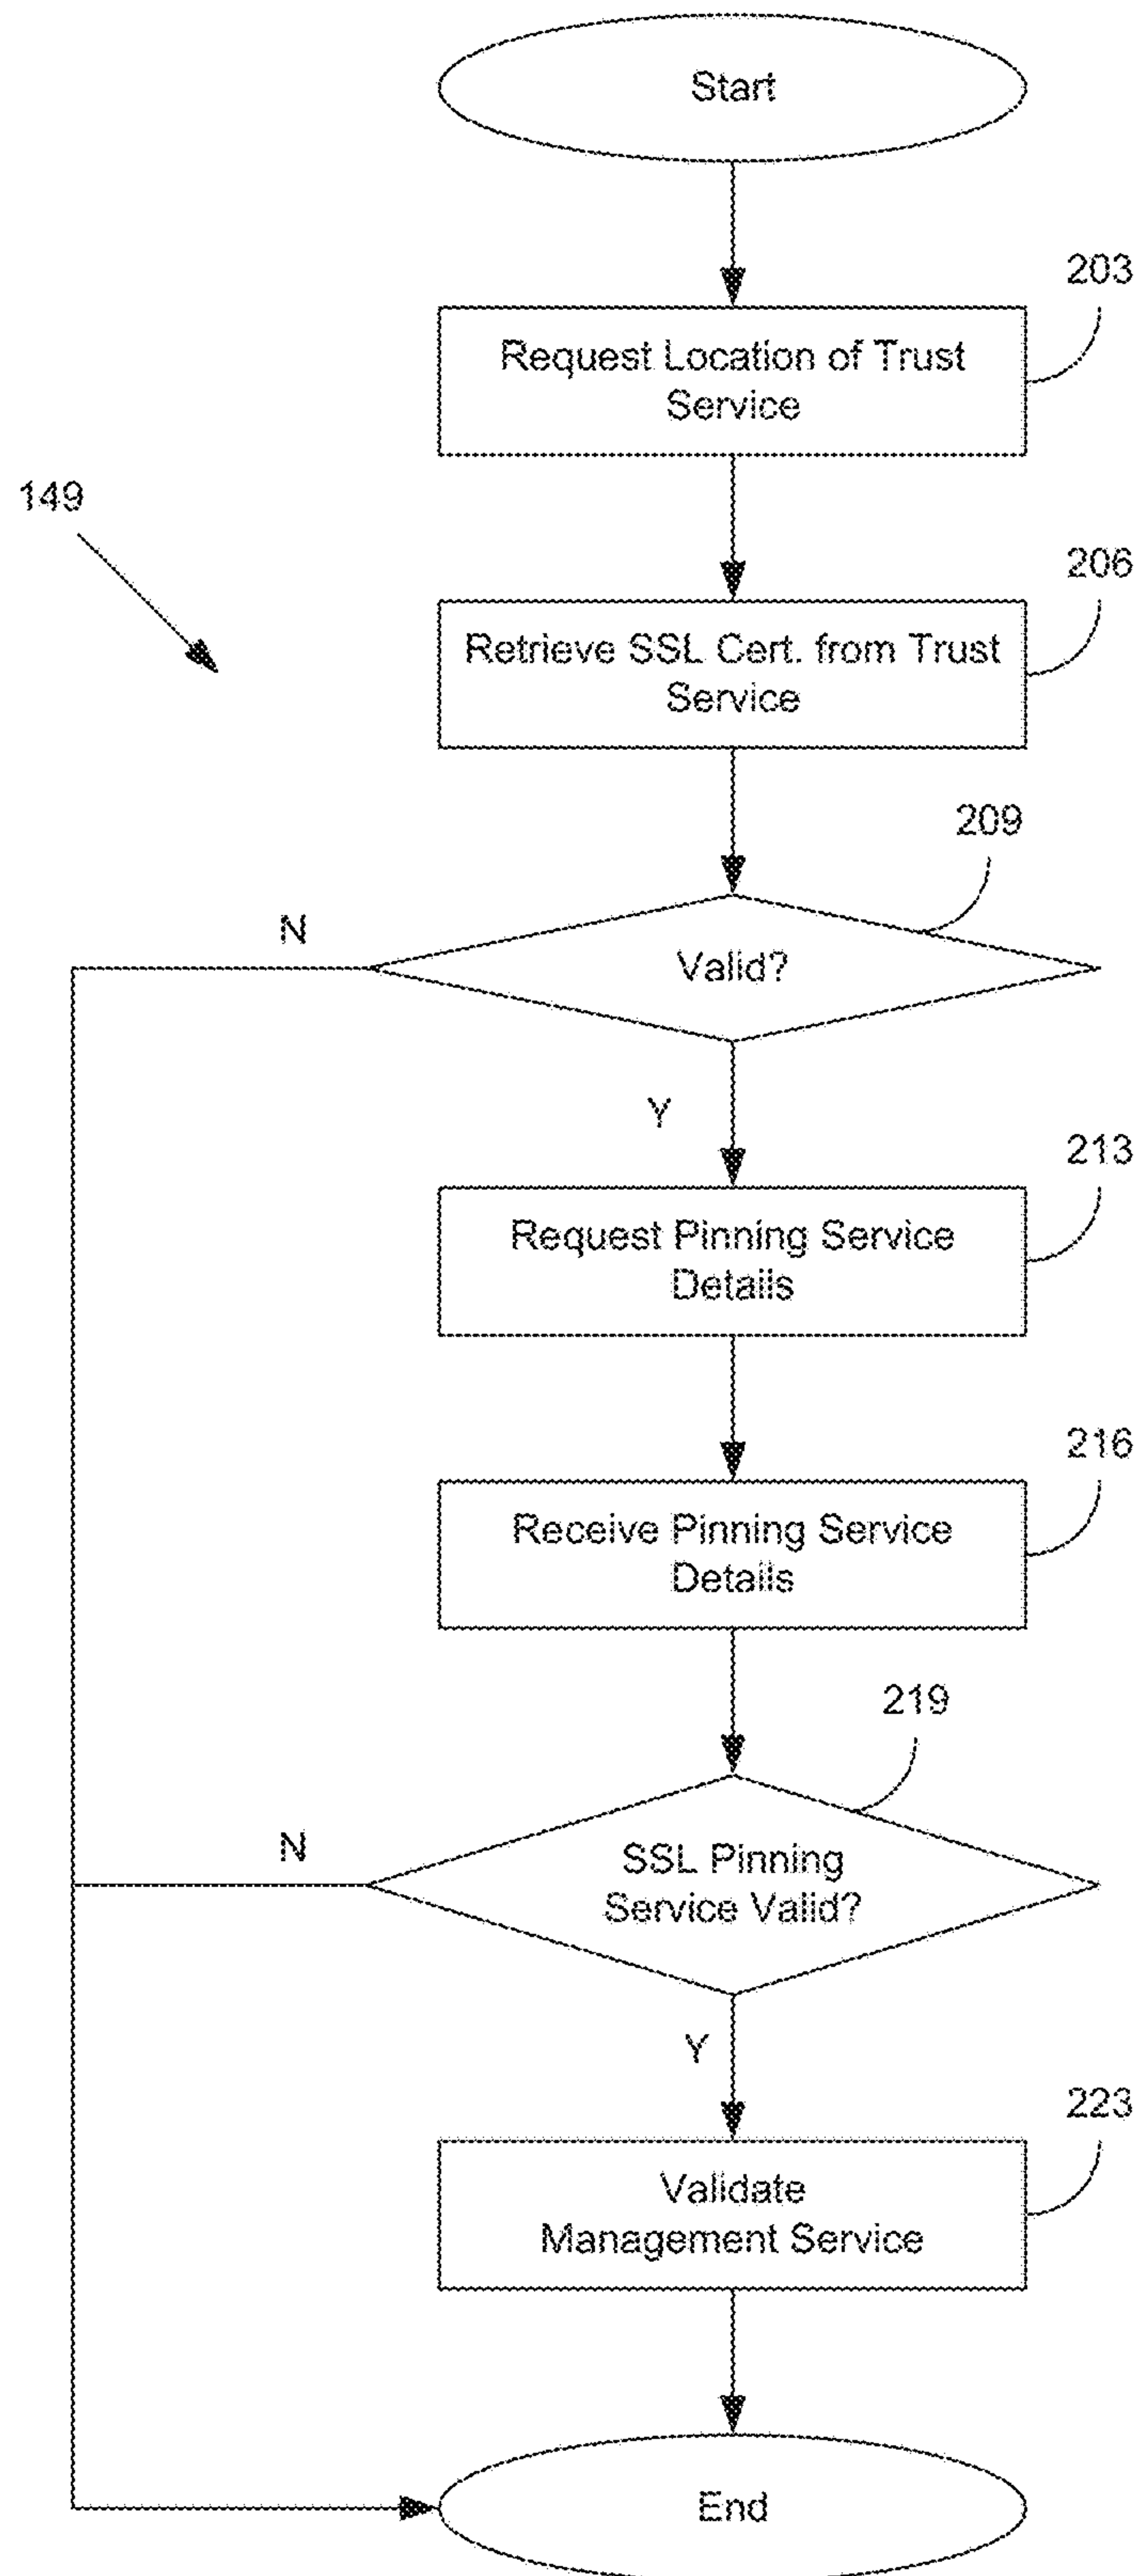 Start
203
Request Location of Trust
Service
149
206
Retrieve SSL Cert. from Trust
Service
209
N
Valid?
Y
213
Request Pinning Service
Details
216
Receive Pinning Service
Details
219
N
SSL Pinning
Service Valid?
Y
223
Validate
Management Service
End